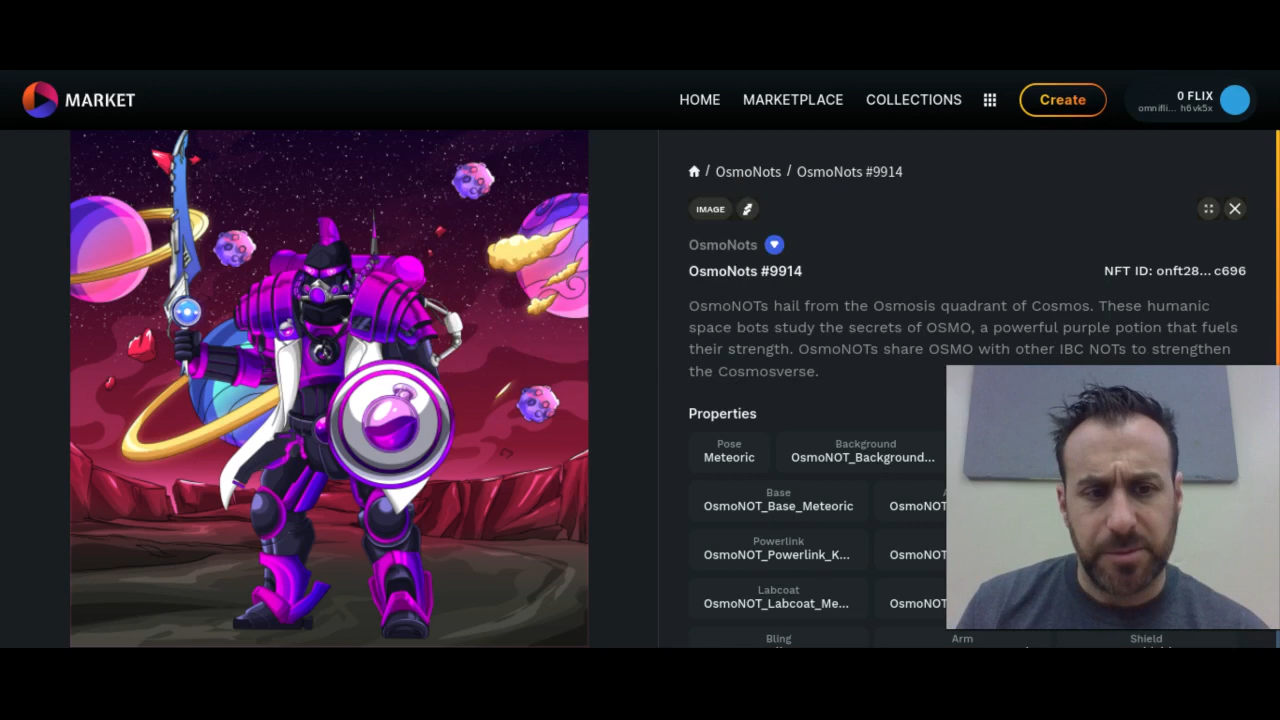 MARKET
HOME
MARKETPLACE
COLLECTIONS
Create
0 FLIX
omnifli... h6vk5x
/ OsmoNots / OsmoNots #9914
IMAGE
OsmoNots
OsmoNots #9914
NFT ID: onft28... c696
OsmoNOTs hail from the Osmosis quadrant of Cosmos. These humanic
space bots study the secrets of OSMO, a powerful purple potion that fuels
their strength. OsmoNOTs share OSMO with other IBC NOTs to strengthen
the Cosmosverse.
Properties
Pose
Meteoric
Background
OsmoNOT_Background...
Base
OsmoNOT_Base_Meteoric
OsmoNOT
Powerlink
OsmoNOT_Powerlink_K...
OsmoNOT
Labcoat
OsmoNOT_Labcoat_Me...
OsmoNOT
Bling
Arm
Shield